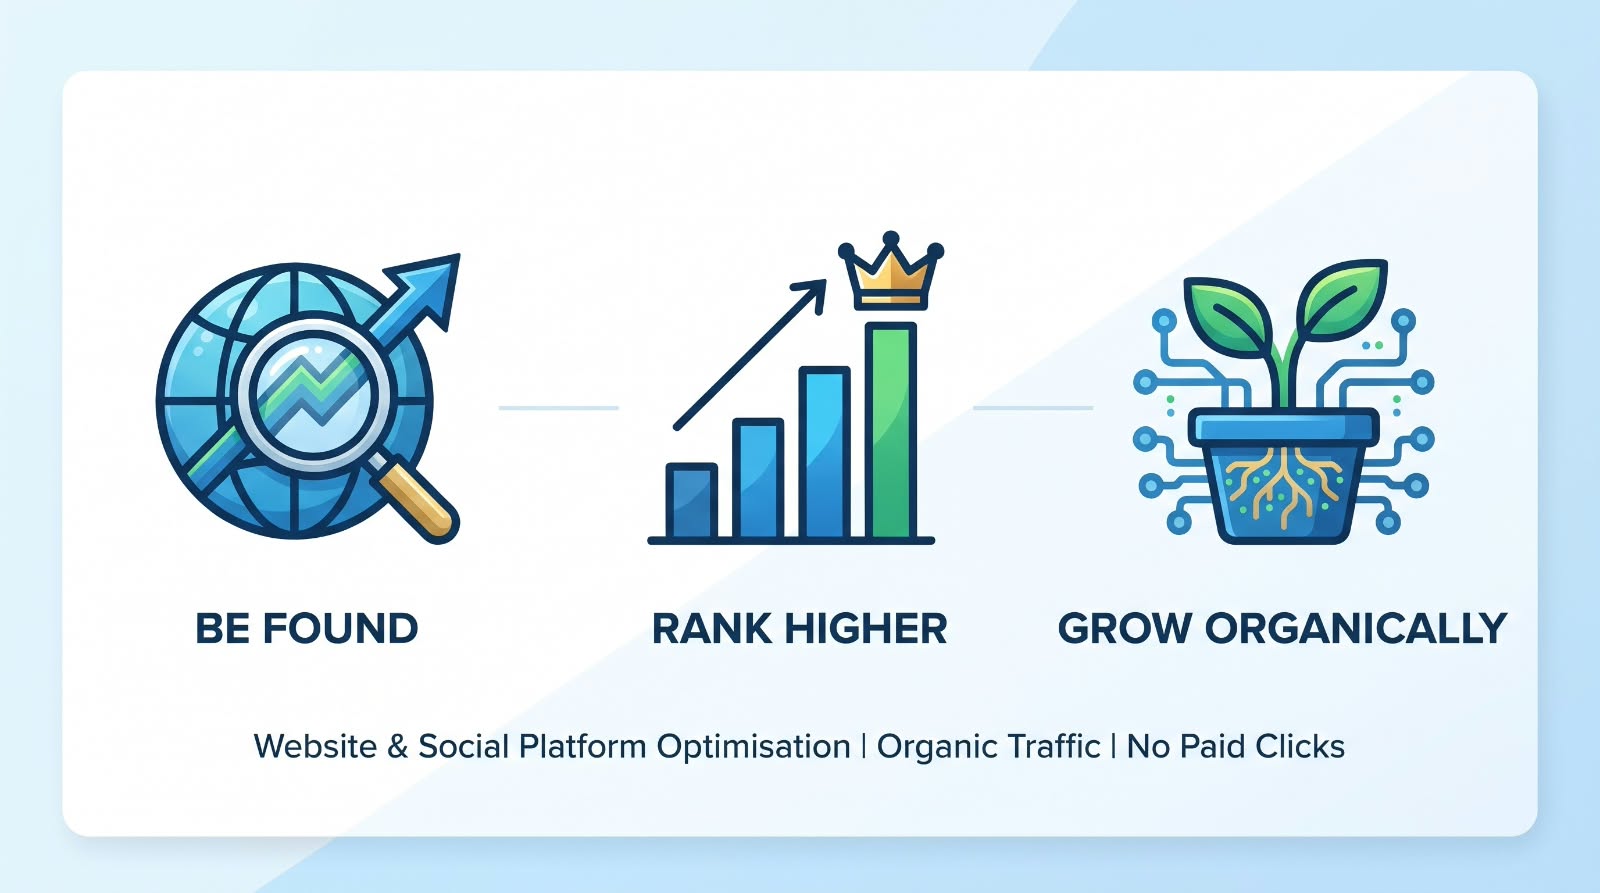 BE FOUND
RANK HIGHER
GROW ORGANICALLY
Website & Social Platform Optimisation | Organic Traffic | No Paid Clicks